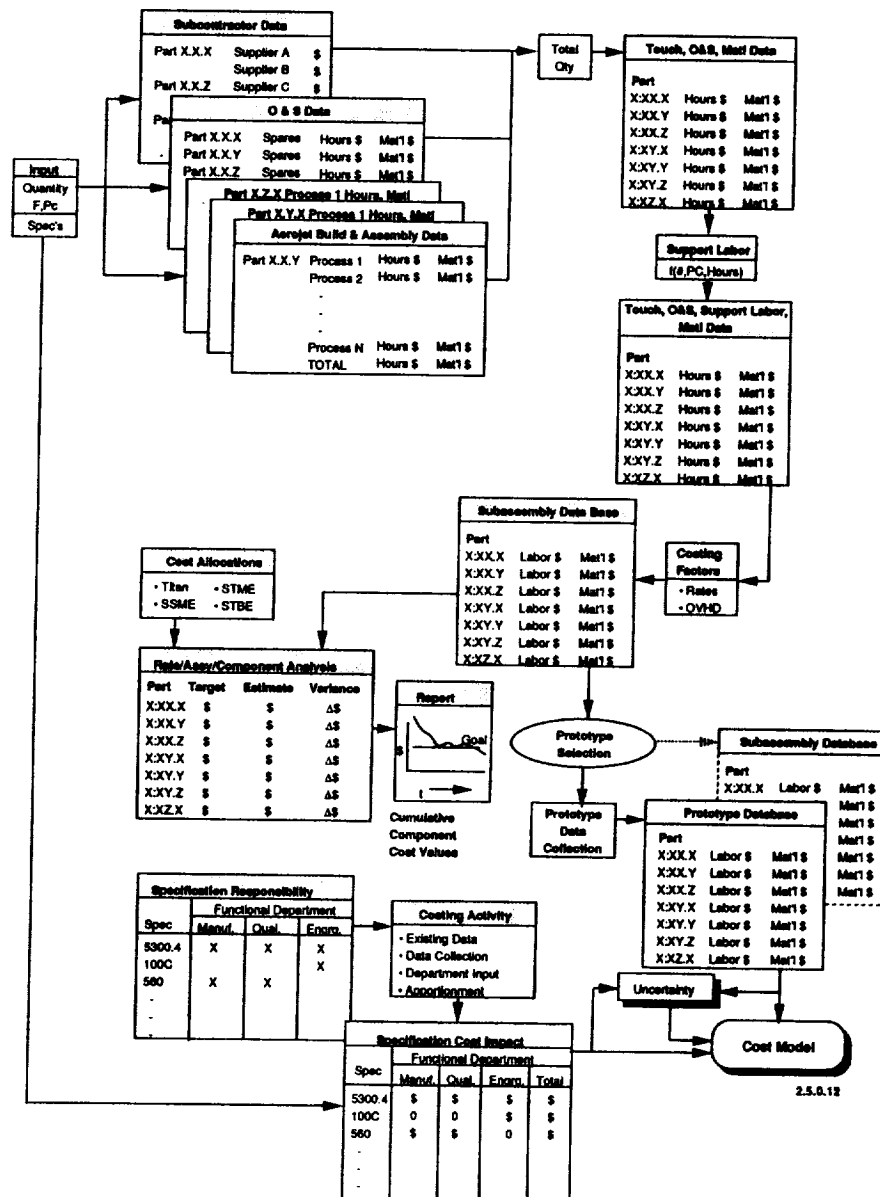 Subcontractor Data
Part X.X.X Supplier A $
Supplier B $
Part X.X.Z Supplier C $
O & S Data
Part X.X.X Spares Hours $ Mat'l $
Part X.X.Y Spares Hours $ Mat'l $
Part X.X.Z Spares Hours $ Mat'l $
Part X.Z.X Process 1 Hours, Matl
Part X.Y.X Process 1 Hours, Matl
Aerojet Build & Assembly Data
Part X.X.Y Process 1 Hours $ Mat'l $
Process 2 Hours $ Mat'l $
-
-
-
Process N Hours $ Mat'l $
TOTAL Hours $ Mat'l $
Input
Quantity
F,Pc
Spec's
Total
Qty
Touch, O&S, Matl Data
Part
X:XX.X Hours $ Mat'l $
X:XX.Y Hours $ Mat'l $
X:XX.Z Hours $ Mat'l $
X:XY.X Hours $ Mat'l $
X:XY.Y Hours $ Mat'l $
X:XY.Z Hours $ Mat'l $
X:XZ.X Hours $ Mat'l $
Support Labor
f(#,PC,Hours)
Touch, O&S, Support Labor,
Matl Data
Part
X:XX.X Hours $ Mat'l $
X:XX.Y Hours $ Mat'l $
X:XX.Z Hours $ Mat'l $
X:XY.X Hours $ Mat'l $
X:XY.Y Hours $ Mat'l $
X:XY.Z Hours $ Mat'l $
X:XZ.X Hours $ Mat'l $
Costing
Factors
• Rates
• OVHD
Subassembly Data Base
Part
X:XX.X Labor $ Mat'l $
X:XX.Y Labor $ Mat'l $
X:XX.Z Labor $ Mat'l $
X:XY.X Labor $ Mat'l $
X:XY.Y Labor $ Mat'l $
X:XY.Z Labor $ Mat'l $
X:XZ.X Labor $ Mat'l $
Cost Allocations
• Titan • STME
• SSME • STBE
Rate/Assy/Component Analysis
Part Target Estimate Variance
X:XX.X $ $ Δ$
X:XX.Y $ $ Δ$
X:XX.Z $ $ Δ$
X:XY.X $ $ Δ$
X:XY.Y $ $ Δ$
X:XY.Z $ $ Δ$
X:XZ.X $ $ Δ$
Report
Goal
$
t
Cumulative
Component
Cost Values
Prototype
Selection
Prototype
Data
Collection
Subassembly Database
Part
X:XX.X Labor $ Mat'l $
Mat'l $
Mat'l $
Mat'l $
Mat'l $
Mat'l $
Mat'l $
Prototype Database
Part
X:XX.X Labor $ Mat'l $
X:XX.Y Labor $ Mat'l $
X:XX.Z Labor $ Mat'l $
X:XY.X Labor $ Mat'l $
X:XY.Y Labor $ Mat'l $
X:XY.Z Labor $ Mat'l $
X:XZ.X Labor $ Mat'l $
Specification Responsibility
Functional Department
Spec Manuf. Qual. Engrg.
5300.4 X X X
100C X
560 X X
-
-
-
Costing Activity
• Existing Data
• Data Collection
• Department Input
• Apportionment
Specification Cost Impact
Functional Department
Spec Manuf. Qual. Engrg. Total
5300.4 $ $ $ $
100C 0 0 $ $
560 $ $ 0 $
-
-
-
Uncertainty
Cost Model
2.5.0.12